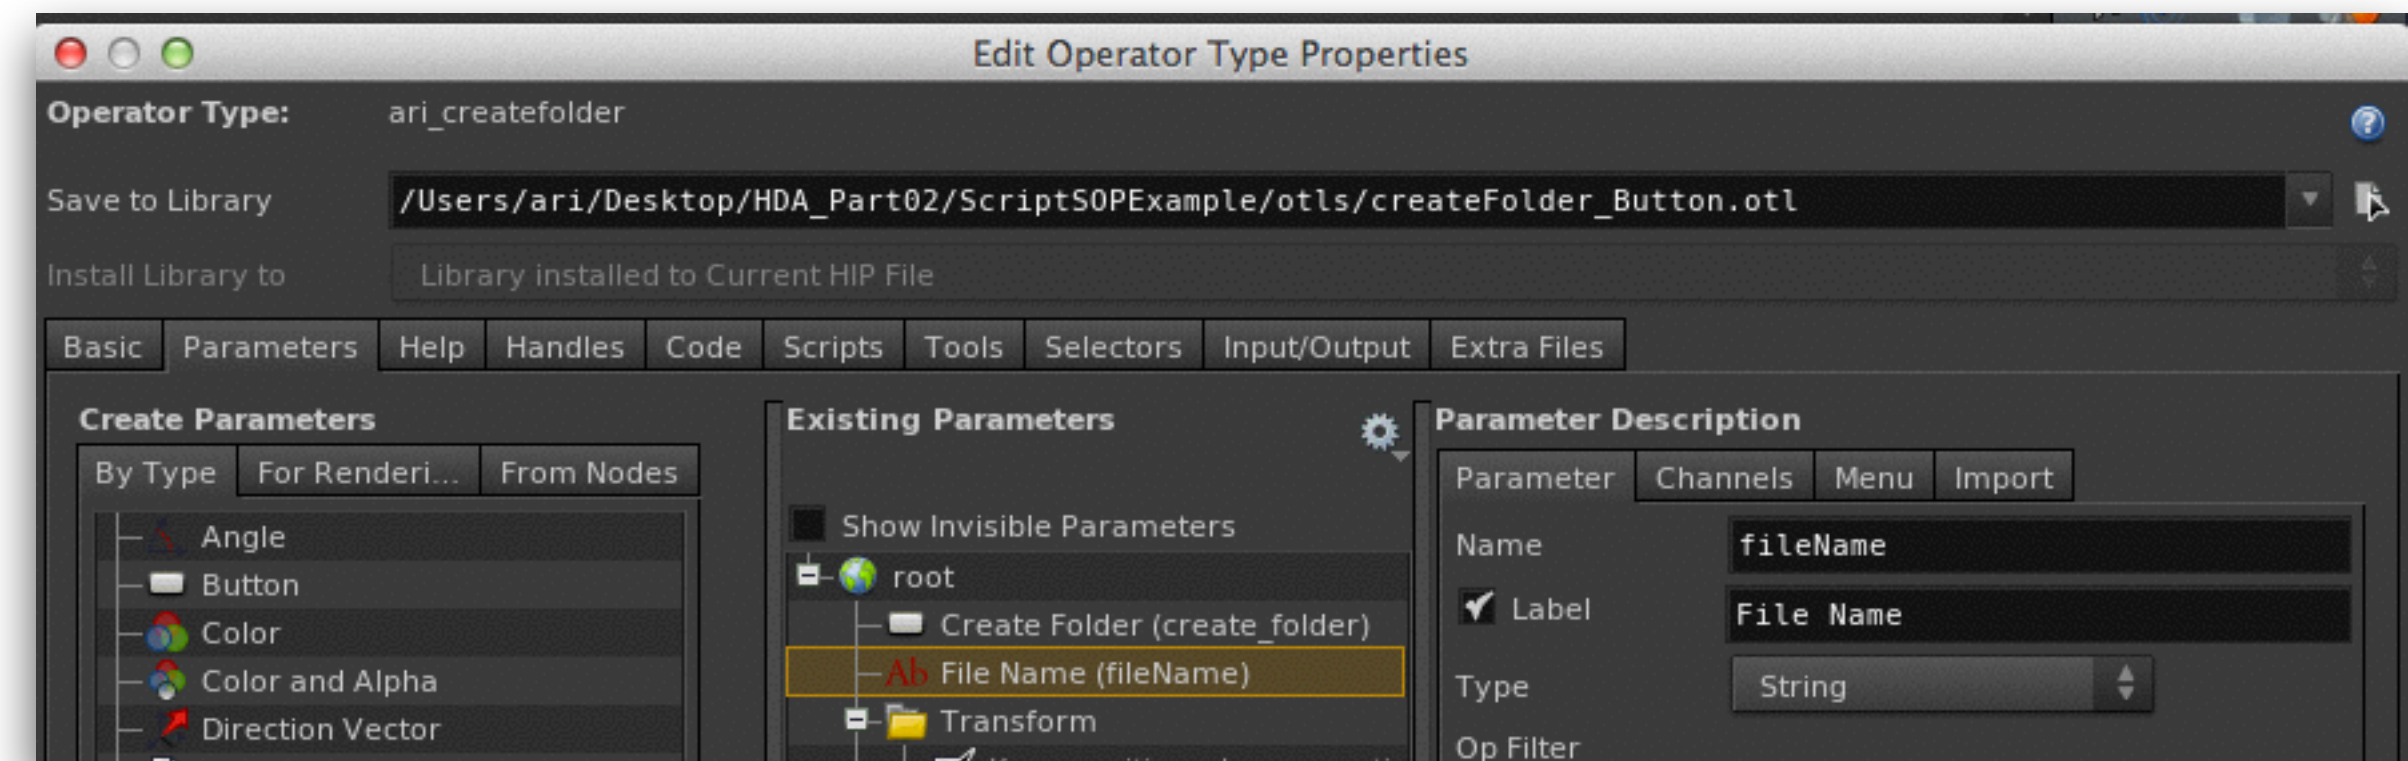 Edit Operator Type Properties
Operator Type: ari_createfolder
Save to Library /Users/ari/Desktop/HDA_Part02/ScriptSOPExample/otls/createFolder_Button.otl
Install Library to Library installed to Current HIP File
Basic Parameters Help Handles Code Scripts Tools Selectors Input/Output Extra Files
Create Parameters
By Type For Renderi... From Nodes
Angle
Button
Color
Color and Alpha
Direction Vector
Existing Parameters
Show Invisible Parameters
root
Create Folder (create_folder)
Ab File Name (fileName)
Transform
Parameter Description
Parameter Channels Menu Import
Name fileName
Label File Name
Type String
Op Filter